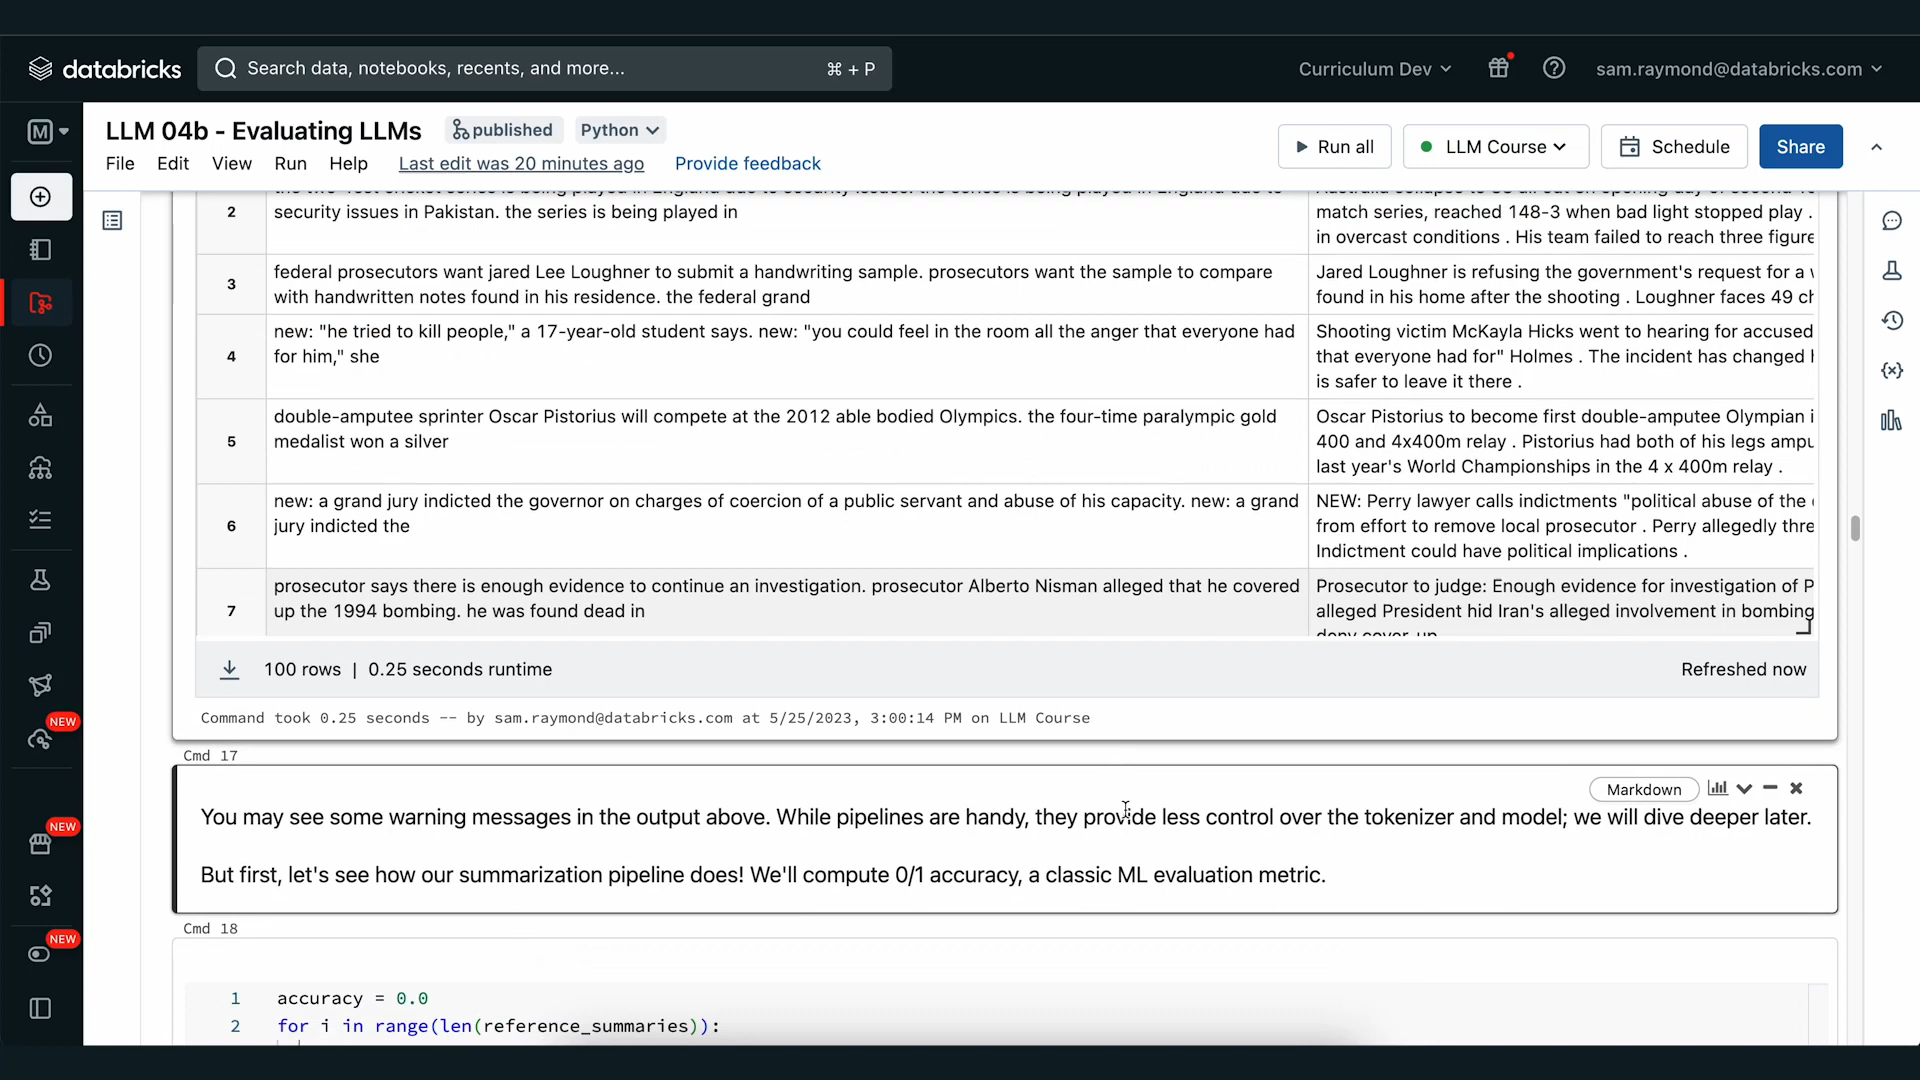 databricks
Search data, notebooks, recents, and more...
⌘ + P
Curriculum Dev
sam.raymond@databricks.com
M
LLM 04b - Evaluating LLMs
published
Python
Run all
LLM Course
Schedule
Share
File Edit View Run Help Last edit was 20 minutes ago Provide feedback
2
security issues in Pakistan. the series is being played in
match series, reached 148-3 when bad light stopped play .
in overcast conditions . His team failed to reach three figure
3
federal prosecutors want jared Lee Loughner to submit a handwriting sample. prosecutors want the sample to compare
with handwritten notes found in his residence. the federal grand
Jared Loughner is refusing the government's request for a
found in his home after the shooting . Loughner faces 49 ch
4
new: "he tried to kill people," a 17-year-old student says. new: "you could feel in the room all the anger that everyone had
for him," she
Shooting victim McKayla Hicks went to hearing for accused
that everyone had for" Holmes . The incident has changed
is safer to leave it there .
5
double-amputee sprinter Oscar Pistorius will compete at the 2012 able bodied Olympics. the four-time paralympic gold
medalist won a silver
Oscar Pistorius to become first double-amputee Olympian i
400 and 4x400m relay . Pistorius had both of his legs ampu
last year's World Championships in the 4 x 400m relay .
6
new: a grand jury indicted the governor on charges of coercion of a public servant and abuse of his capacity. new: a grand
jury indicted the
NEW: Perry lawyer calls indictments "political abuse of the
from effort to remove local prosecutor . Perry allegedly thre
Indictment could have political implications .
7
prosecutor says there is enough evidence to continue an investigation. prosecutor Alberto Nisman alleged that he covered
up the 1994 bombing. he was found dead in
Prosecutor to judge: Enough evidence for investigation of P
alleged President hid Iran's alleged involvement in bombing
100 rows | 0.25 seconds runtime
Refreshed now
Command took 0.25 seconds -- by sam.raymond@databricks.com at 5/25/2023, 3:00:14 PM on LLM Course
Cmd 17
Markdown
You may see some warning messages in the output above. While pipelines are handy, they provide less control over the tokenizer and model; we will dive deeper later.
But first, let's see how our summarization pipeline does! We'll compute 0/1 accuracy, a classic ML evaluation metric.
Cmd 18
1 accuracy = 0.0
2 for i in range(len(reference_summaries)):
NEW
NEW
NEW